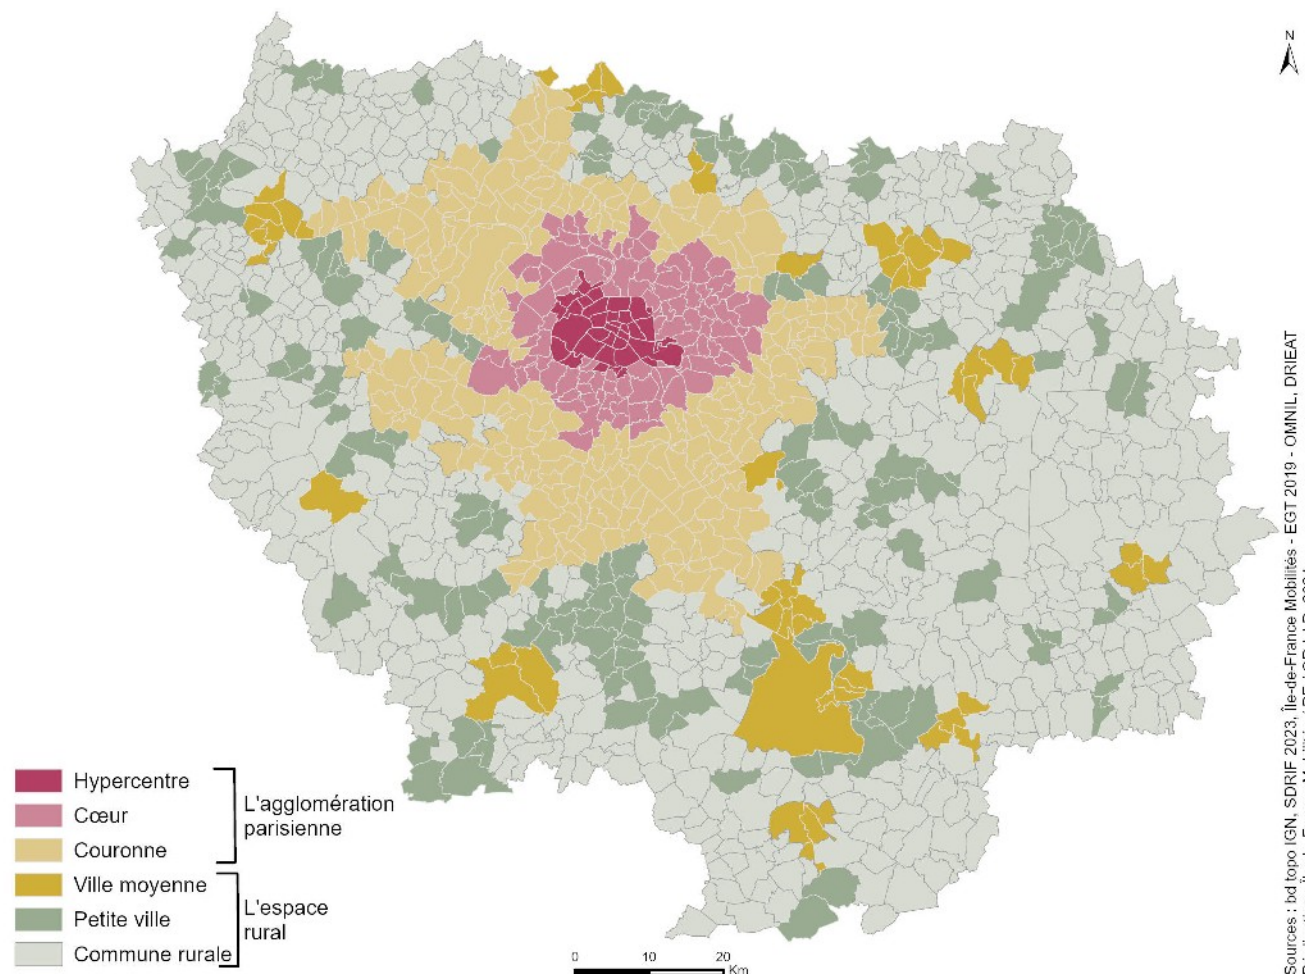 N
Hypercentre
Cœur
Couronne
L'agglomération
parisienne
Ville moyenne
Petite ville
Commune rurale
L'espace
rural
0 10 20
Km
Sources : bd topo IGN, SDRIF 2023, Île-de-France Mobilités - EGT 2019 - OMNIL, DRIEAT